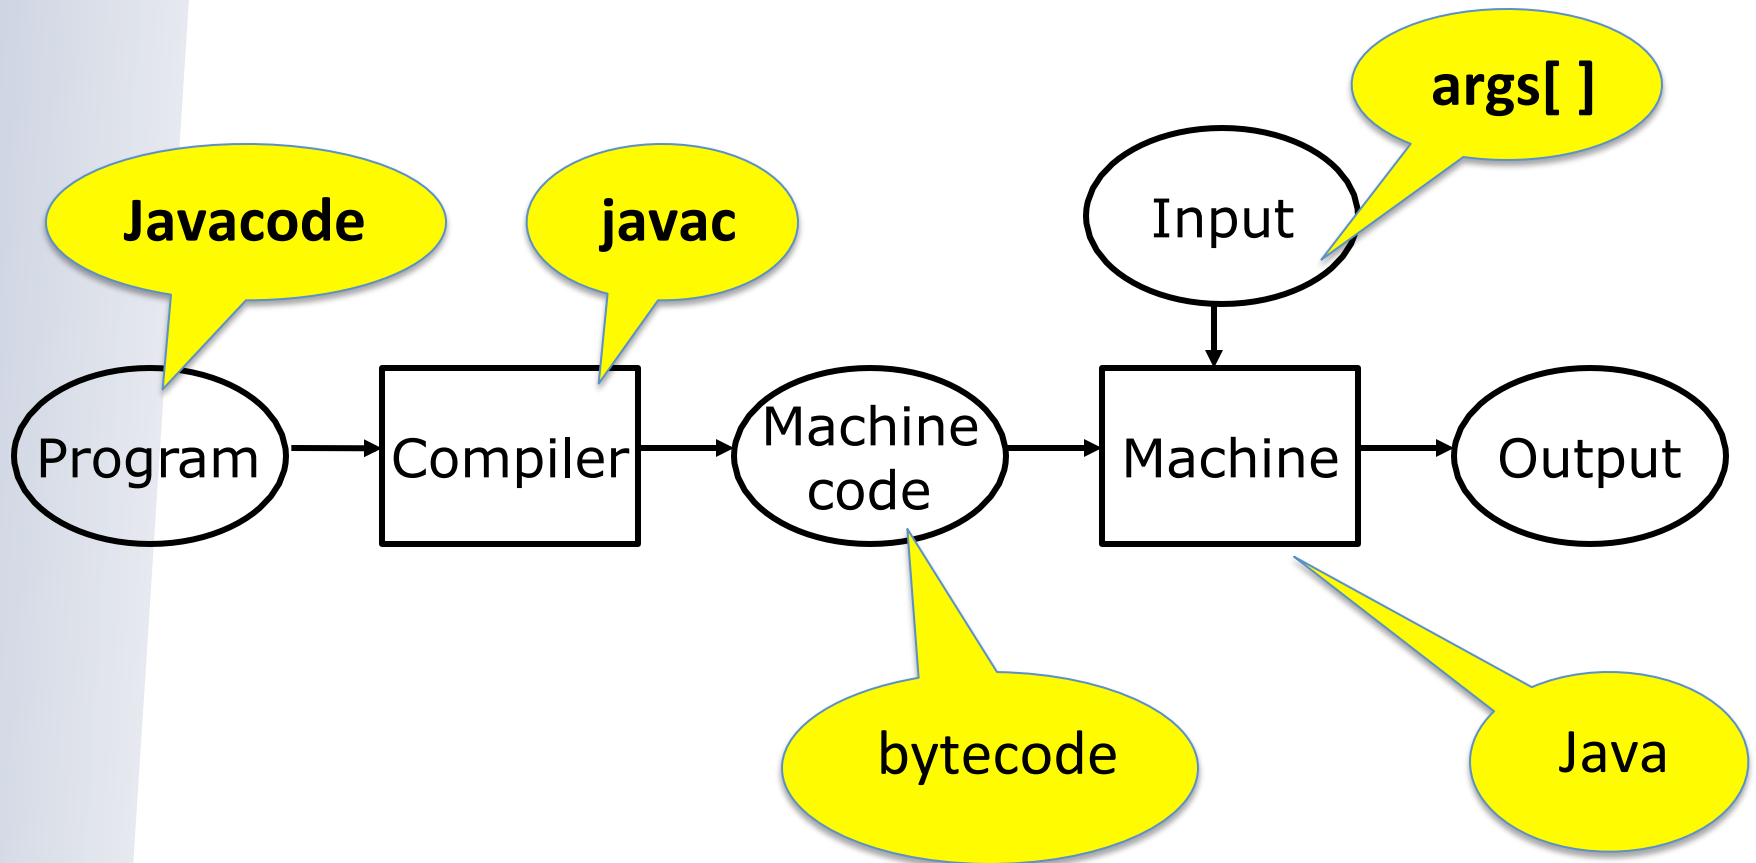 args[ ]
Javacode
javac
Input
Program
Compiler
Machine
code
Machine
Output
bytecode
Java